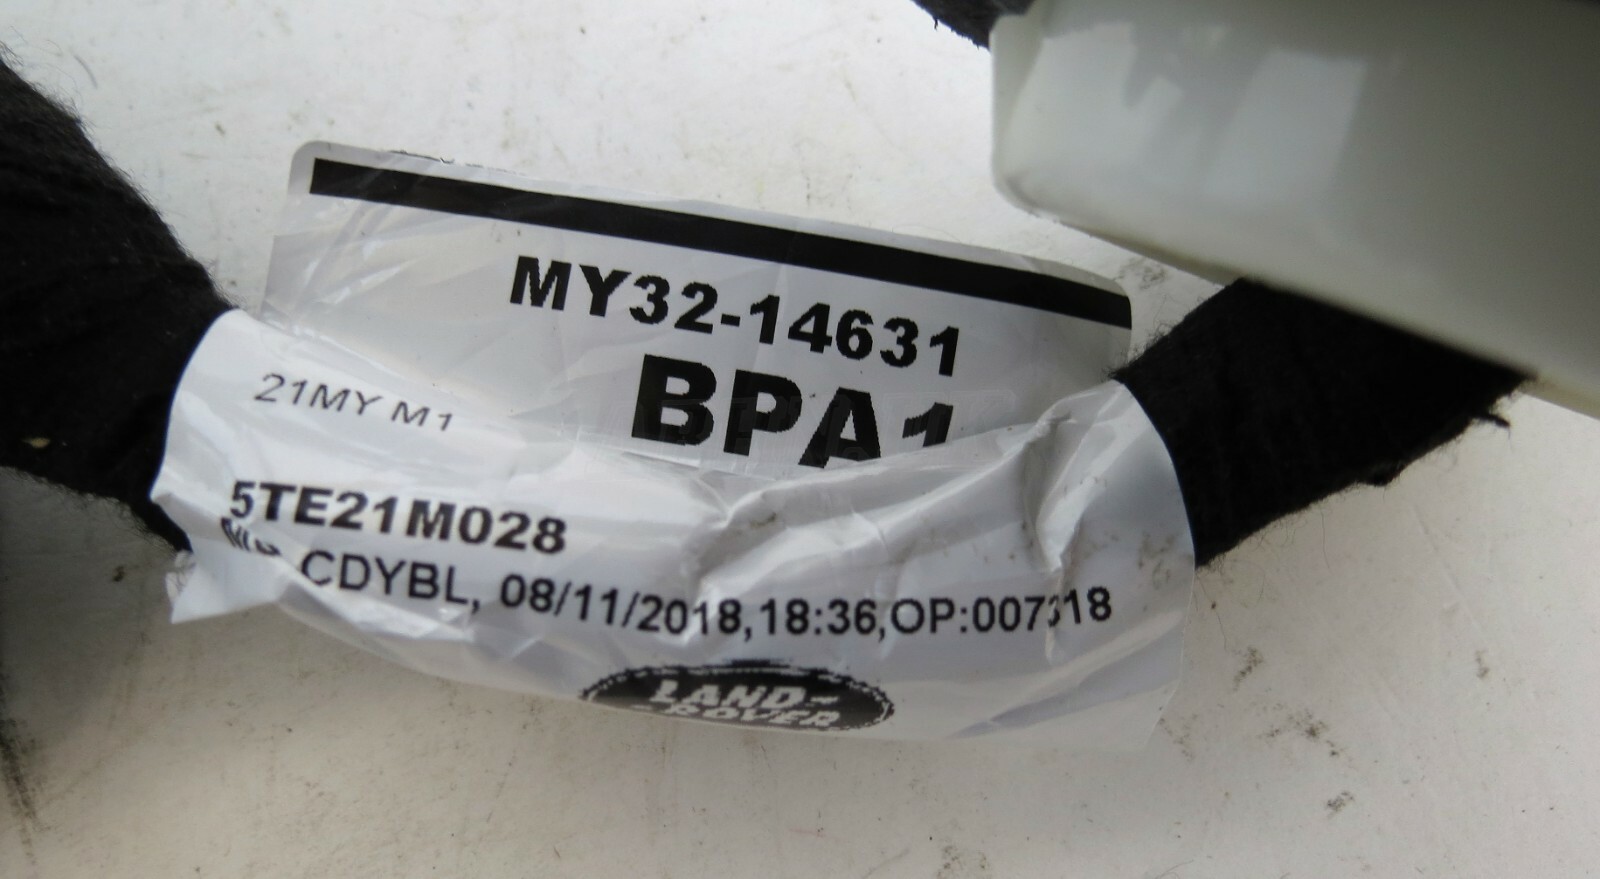 MY32-14631
BPA1
21MY M1
5TE21M028
CDYBL, 08/11/2018,18:36,OP:007318
LAND-
-ROVER